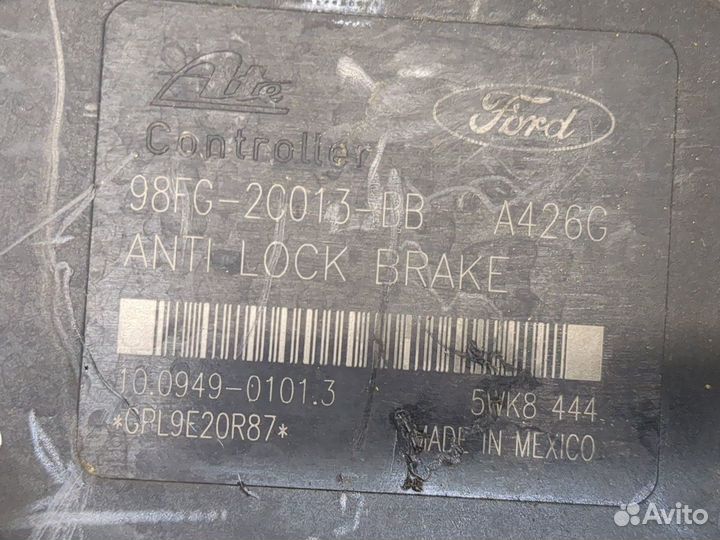 Ate
Ford
Controller
98FG-2C013-BB A426G
ANTI LOCK BRAKE
10.0949-0101.3 5WK8 444
*GPL9E20R87* MADE IN MEXICO
Avito